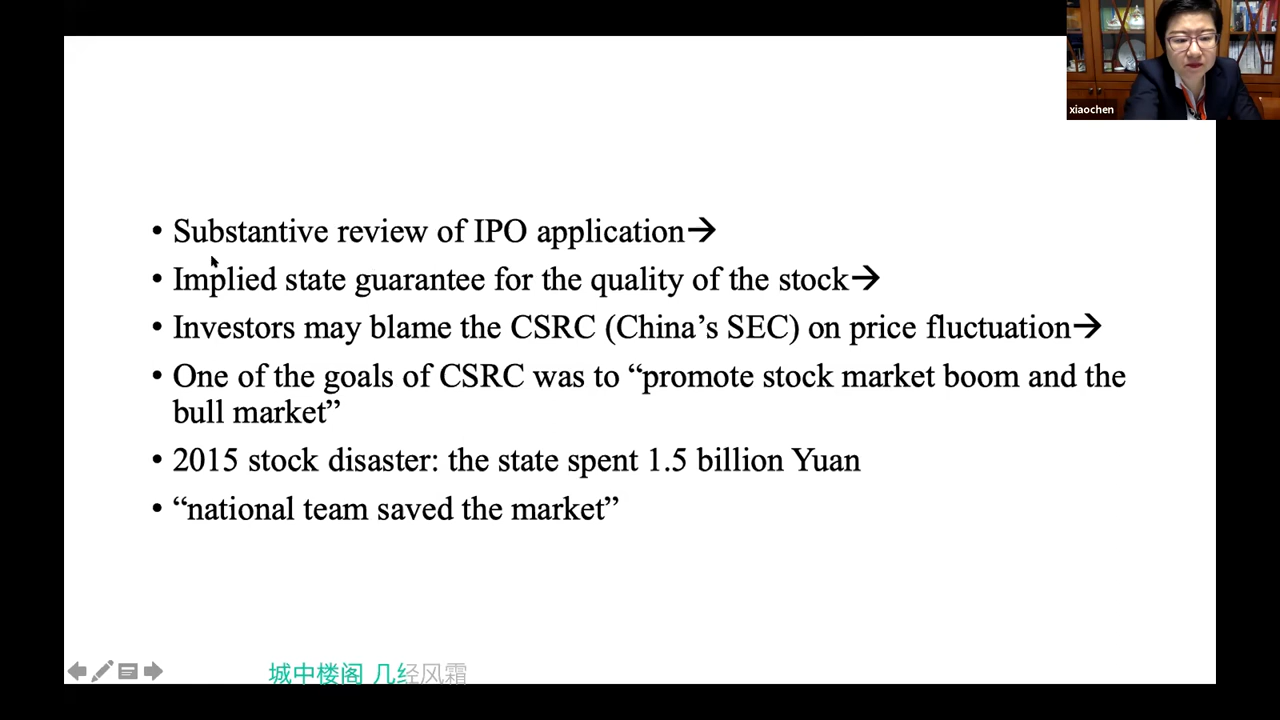 xiaochen
• Substantive review of IPO application→
• Implied state guarantee for the quality of the stock→
• Investors may blame the CSRC (China’s SEC) on price fluctuation→
• One of the goals of CSRC was to “promote stock market boom and the
bull market”
• 2015 stock disaster: the state spent 1.5 billion Yuan
• “national team saved the market”
城中楼阁 几经风霜